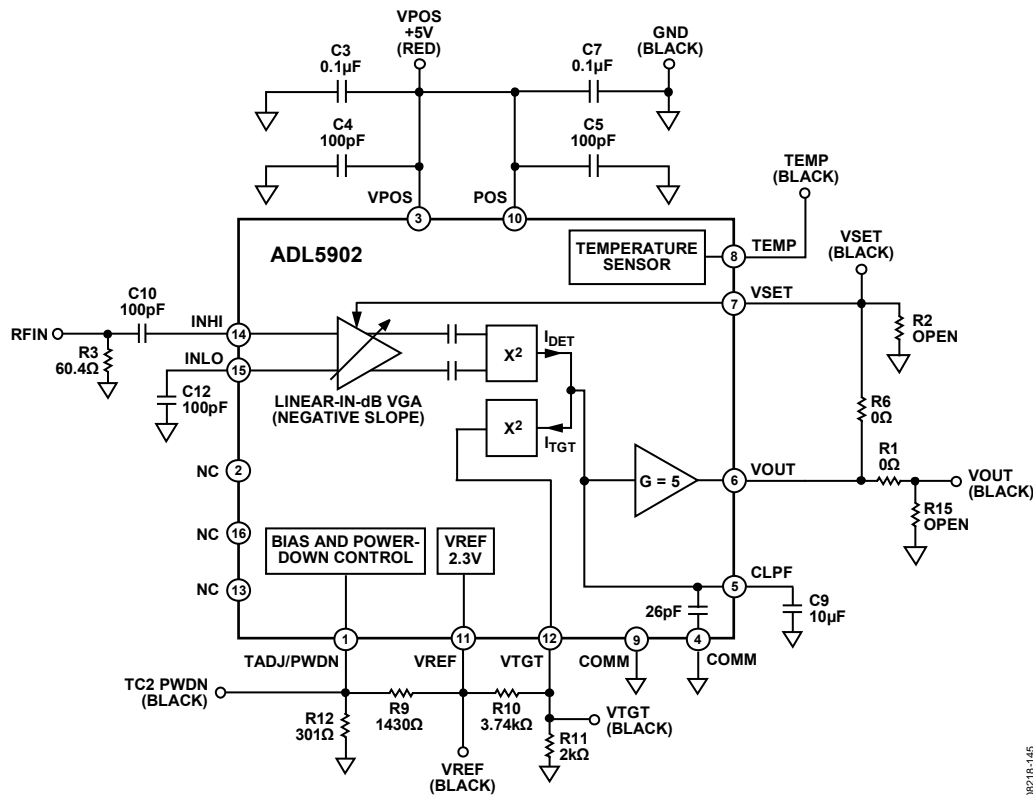 VPOS
+5V
(RED)
GND
(BLACK)
C3
0.1µF
C7
0.1µF
C4
100pF
C5
100pF
TEMP
(BLACK)
VPOS
POS
3
10
ADL5902
TEMPERATURE
SENSOR
8
TEMP
VSET
(BLACK)
7
VSET
C10
100pF
RFIN
INHI
14
R3
60.4Ω
INLO
15
C12
100pF
LINEAR-IN-dB VGA
(NEGATIVE SLOPE)
X2
IDET
X2
ITGT
R2
OPEN
R6
0Ω
R1
0Ω
NC
2
G = 5
6
VOUT
VOUT
(BLACK)
R15
OPEN
NC
16
BIAS AND POWER-
DOWN CONTROL
VREF
2.3V
NC
13
26pF
5
CLPF
C9
10µF
1
11
12
9
4
TADJ/PWDN
VREF
VTGT
COMM
COMM
TC2 PWDN
(BLACK)
R9
1430Ω
R10
3.74kΩ
R12
301Ω
VTGT
(BLACK)
R11
2kΩ
VREF
(BLACK)
08218-145